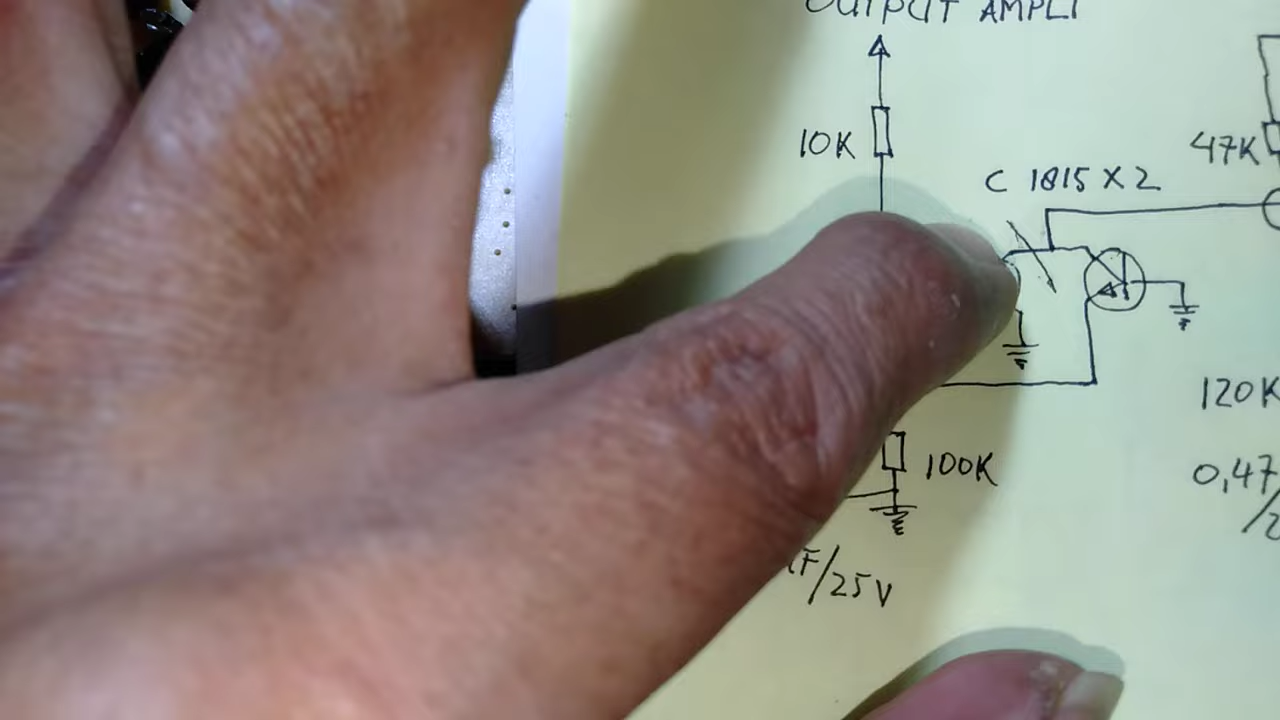 OUTPUT AMPLI
10K
47K
C 1815 X 2
120K
100K
0,47
F/25V